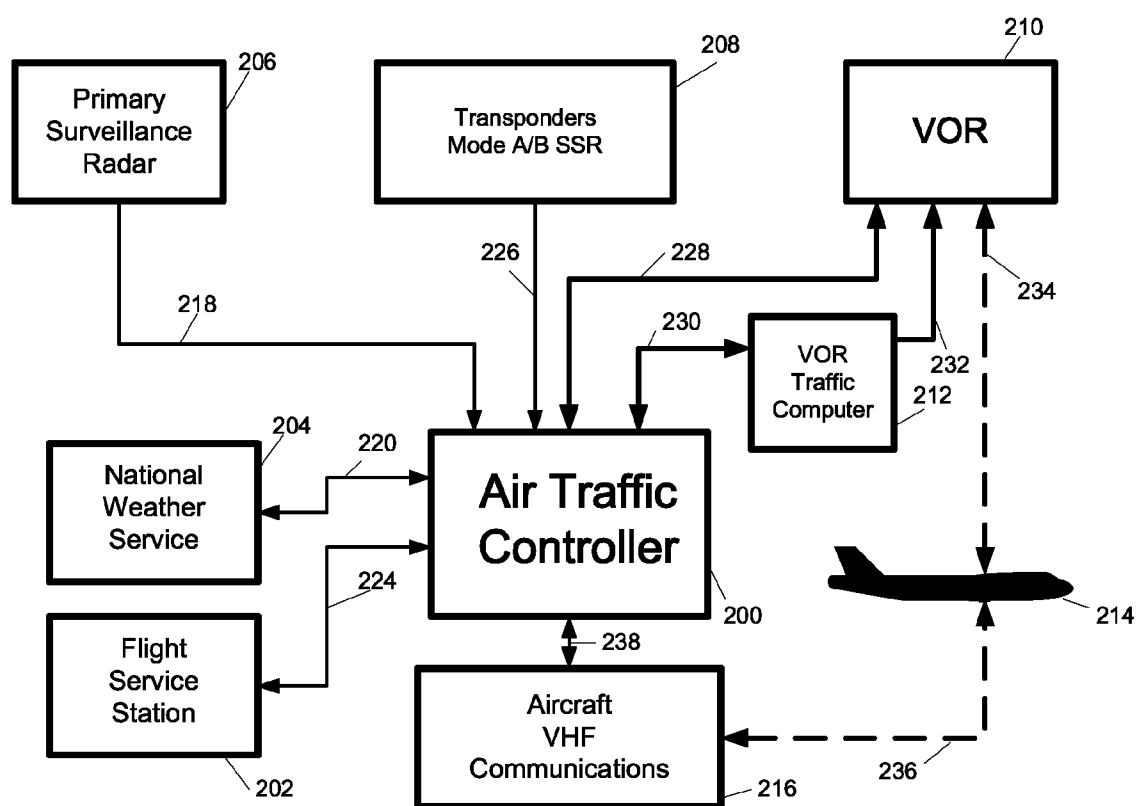 206
Primary
Surveillance
Radar
208
Transponders
Mode A/B SSR
210
VOR
218
226
228
230
232
234
VOR
Traffic
Computer
212
204
National
Weather
Service
220
Air Traffic
Controller
200
224
Flight
Service
Station
202
238
Aircraft
VHF
Communications
216
214
236